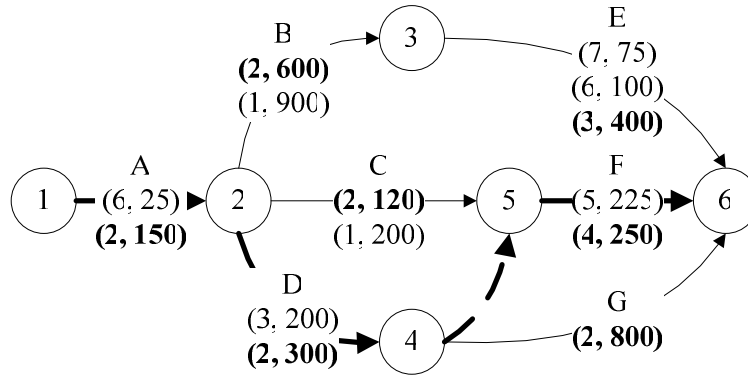 B
(2, 600)
(1, 900)
3
E
(7, 75)
(6, 100)
(3, 400)
1
A
(6, 25)
(2, 150)
2
C
(2, 120)
(1, 200)
5
F
(5, 225)
(4, 250)
6
D
(3, 200)
(2, 300)
4
G
(2, 800)